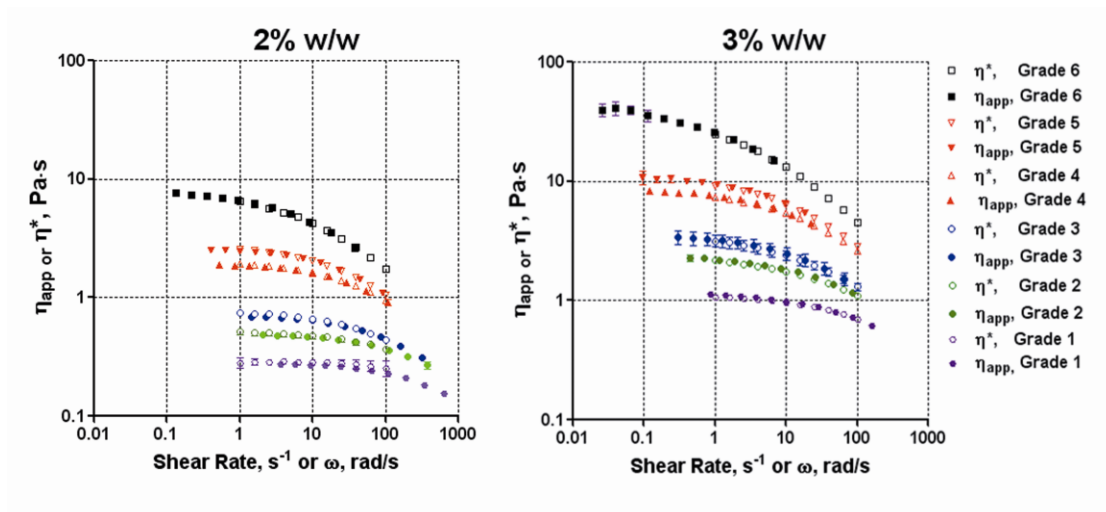 2% w/w
100
10
1
0.1
0.01 0.1 1 10 100 1000
ηapp or η*, Pa·s
Shear Rate, s⁻¹ or ω, rad/s
3% w/w
100
10
1
0.1
0.01 0.1 1 10 100 1000
ηapp or η*, Pa·s
Shear Rate, s⁻¹ or ω, rad/s
η*, Grade 6
ηapp, Grade 6
η*, Grade 5
ηapp, Grade 5
η*, Grade 4
ηapp, Grade 4
η*, Grade 3
ηapp, Grade 3
η*, Grade 2
ηapp, Grade 2
η*, Grade 1
ηapp, Grade 1